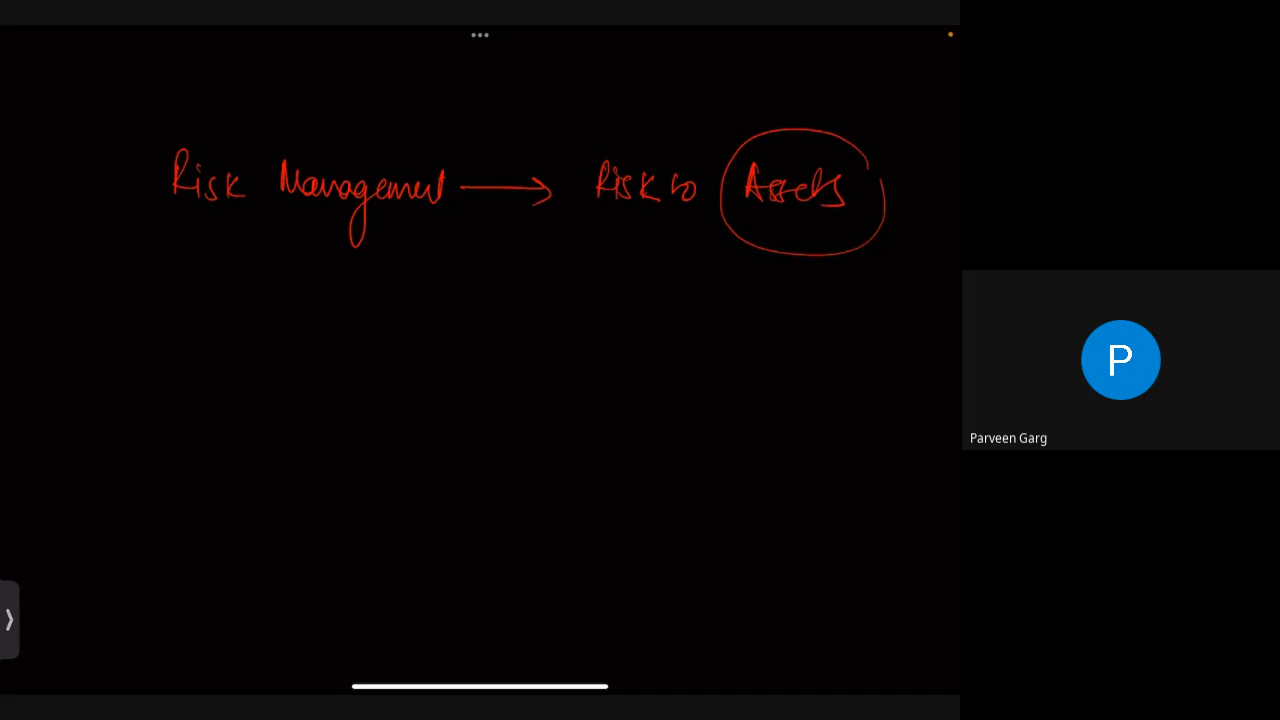 Risk Management → Risk to Assets
P
Parveen Garg